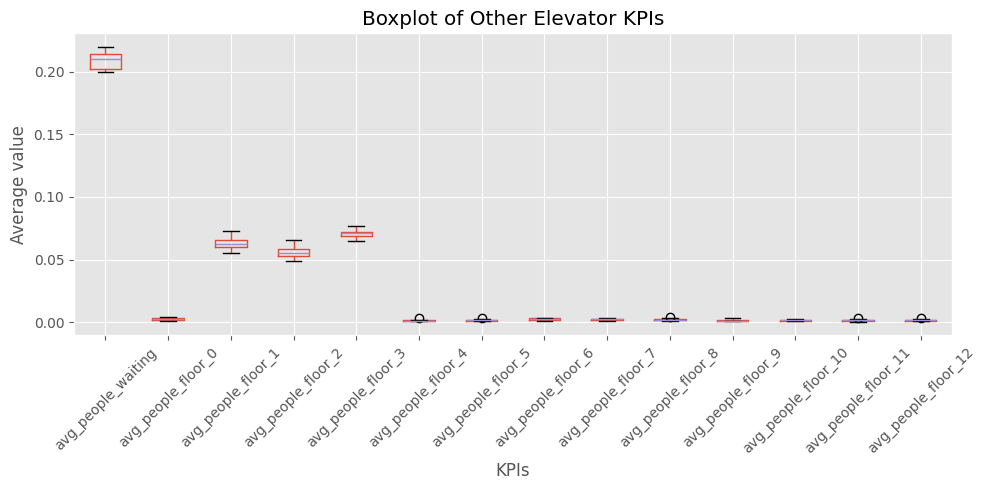 Boxplot of Other Elevator KPIs
Average value
0.20
0.15
0.10
0.05
0.00
avg_people_waiting
avg_people_floor_0
avg_people_floor_1
avg_people_floor_2
avg_people_floor_3
avg_people_floor_4
avg_people_floor_5
avg_people_floor_6
avg_people_floor_7
avg_people_floor_8
avg_people_floor_9
avg_people_floor_10
avg_people_floor_11
avg_people_floor_12
KPIs